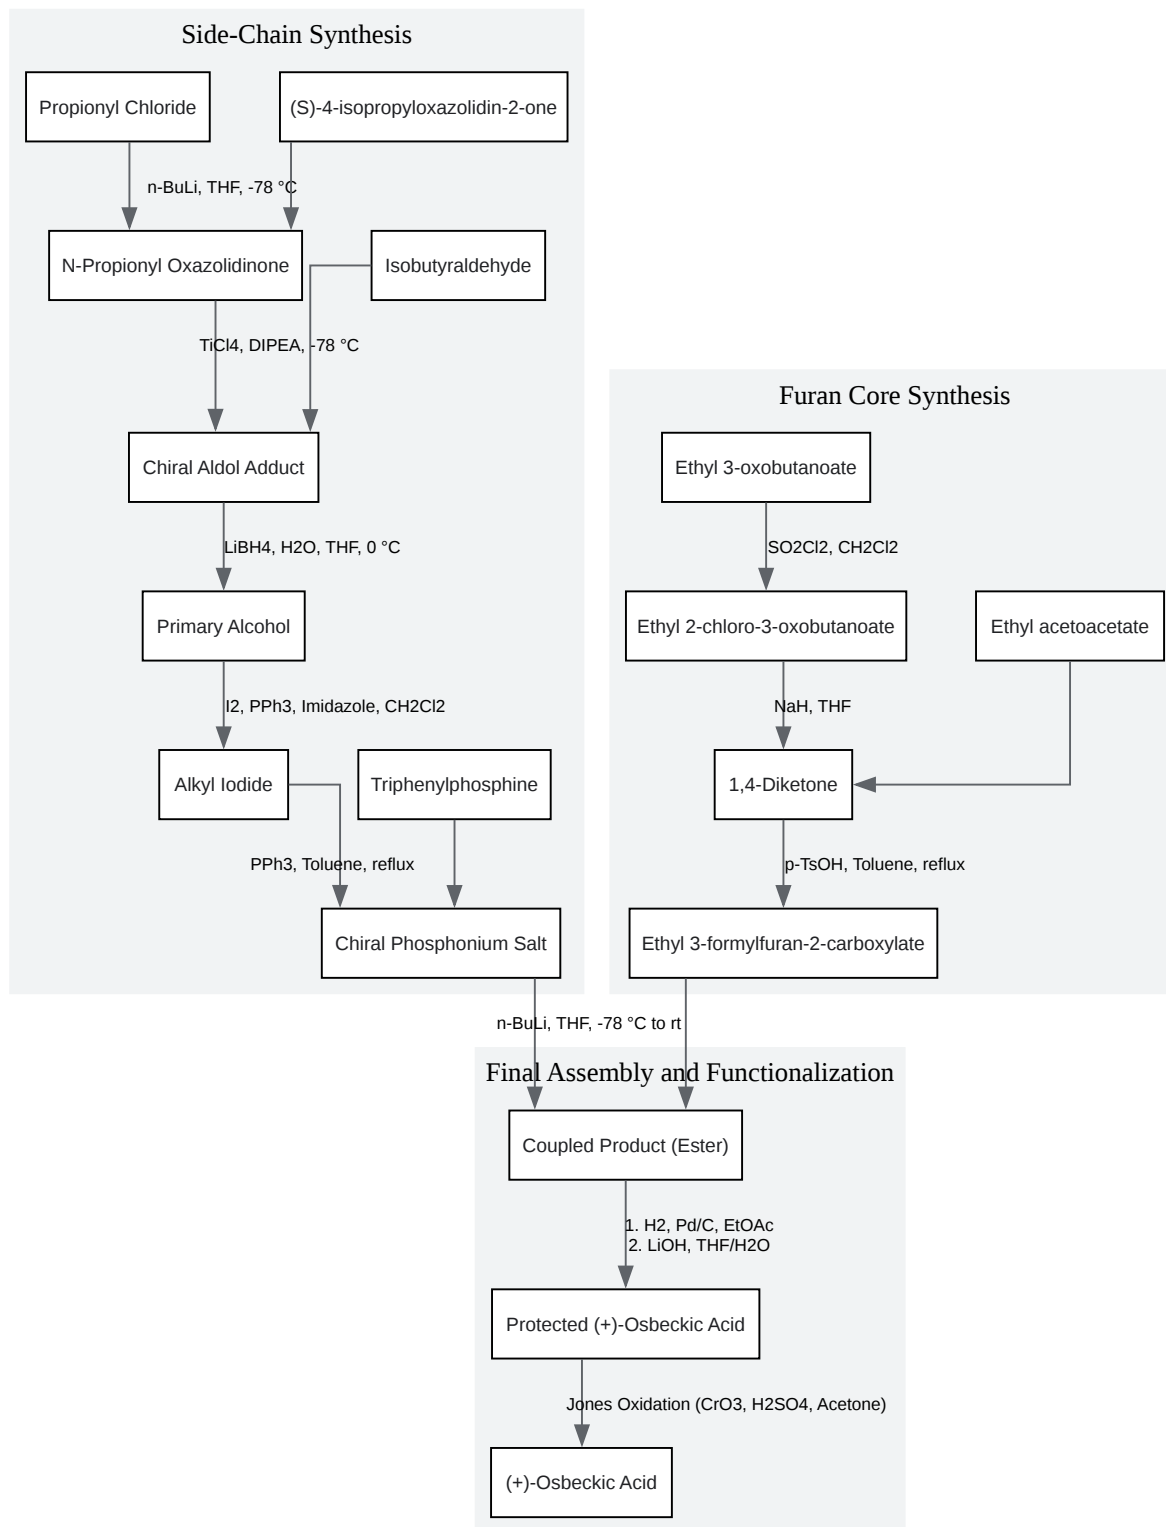 Side-Chain Synthesis
Propionyl Chloride
(S)-4-isopropyloxazolidin-2-one
n-BuLi, THF, -78 °C
N-Propionyl Oxazolidinone
Isobutyraldehyde
TiCl4, DIPEA, -78 °C
Chiral Aldol Adduct
LiBH4, H2O, THF, 0 °C
Primary Alcohol
I2, PPh3, Imidazole, CH2Cl2
Alkyl Iodide
Triphenylphosphine
PPh3, Toluene, reflux
Chiral Phosphonium Salt
Furan Core Synthesis
Ethyl 3-oxobutanoate
SO2Cl2, CH2Cl2
Ethyl 2-chloro-3-oxobutanoate
Ethyl acetoacetate
NaH, THF
1,4-Diketone
p-TsOH, Toluene, reflux
Ethyl 3-formylfuran-2-carboxylate
n-BuLi, THF, -78 °C to rt
Final Assembly and Functionalization
Coupled Product (Ester)
1. H2, Pd/C, EtOAc
2. LiOH, THF/H2O
Protected (+)-Osbeckic Acid
Jones Oxidation (CrO3, H2SO4, Acetone)
(+)-Osbeckic Acid